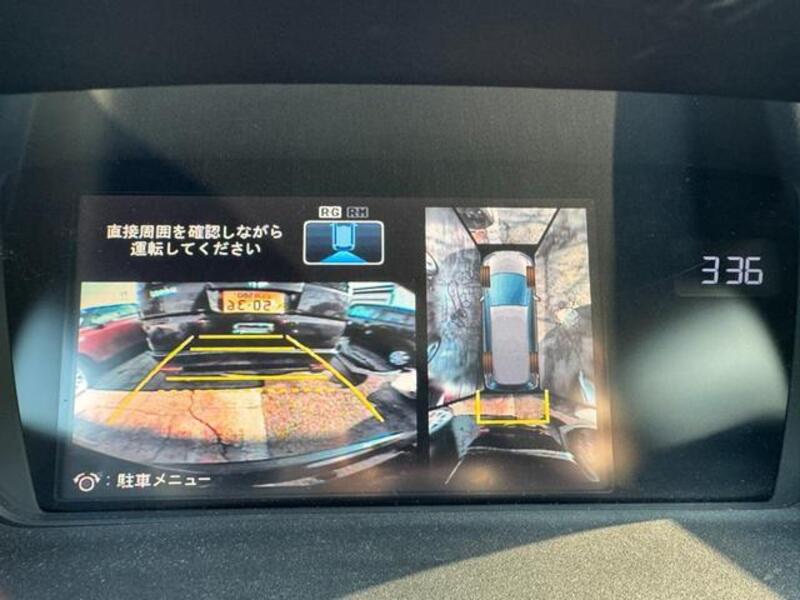 RG RM
直接周囲を確認しながら
運転してください
336
:駐車メニュー